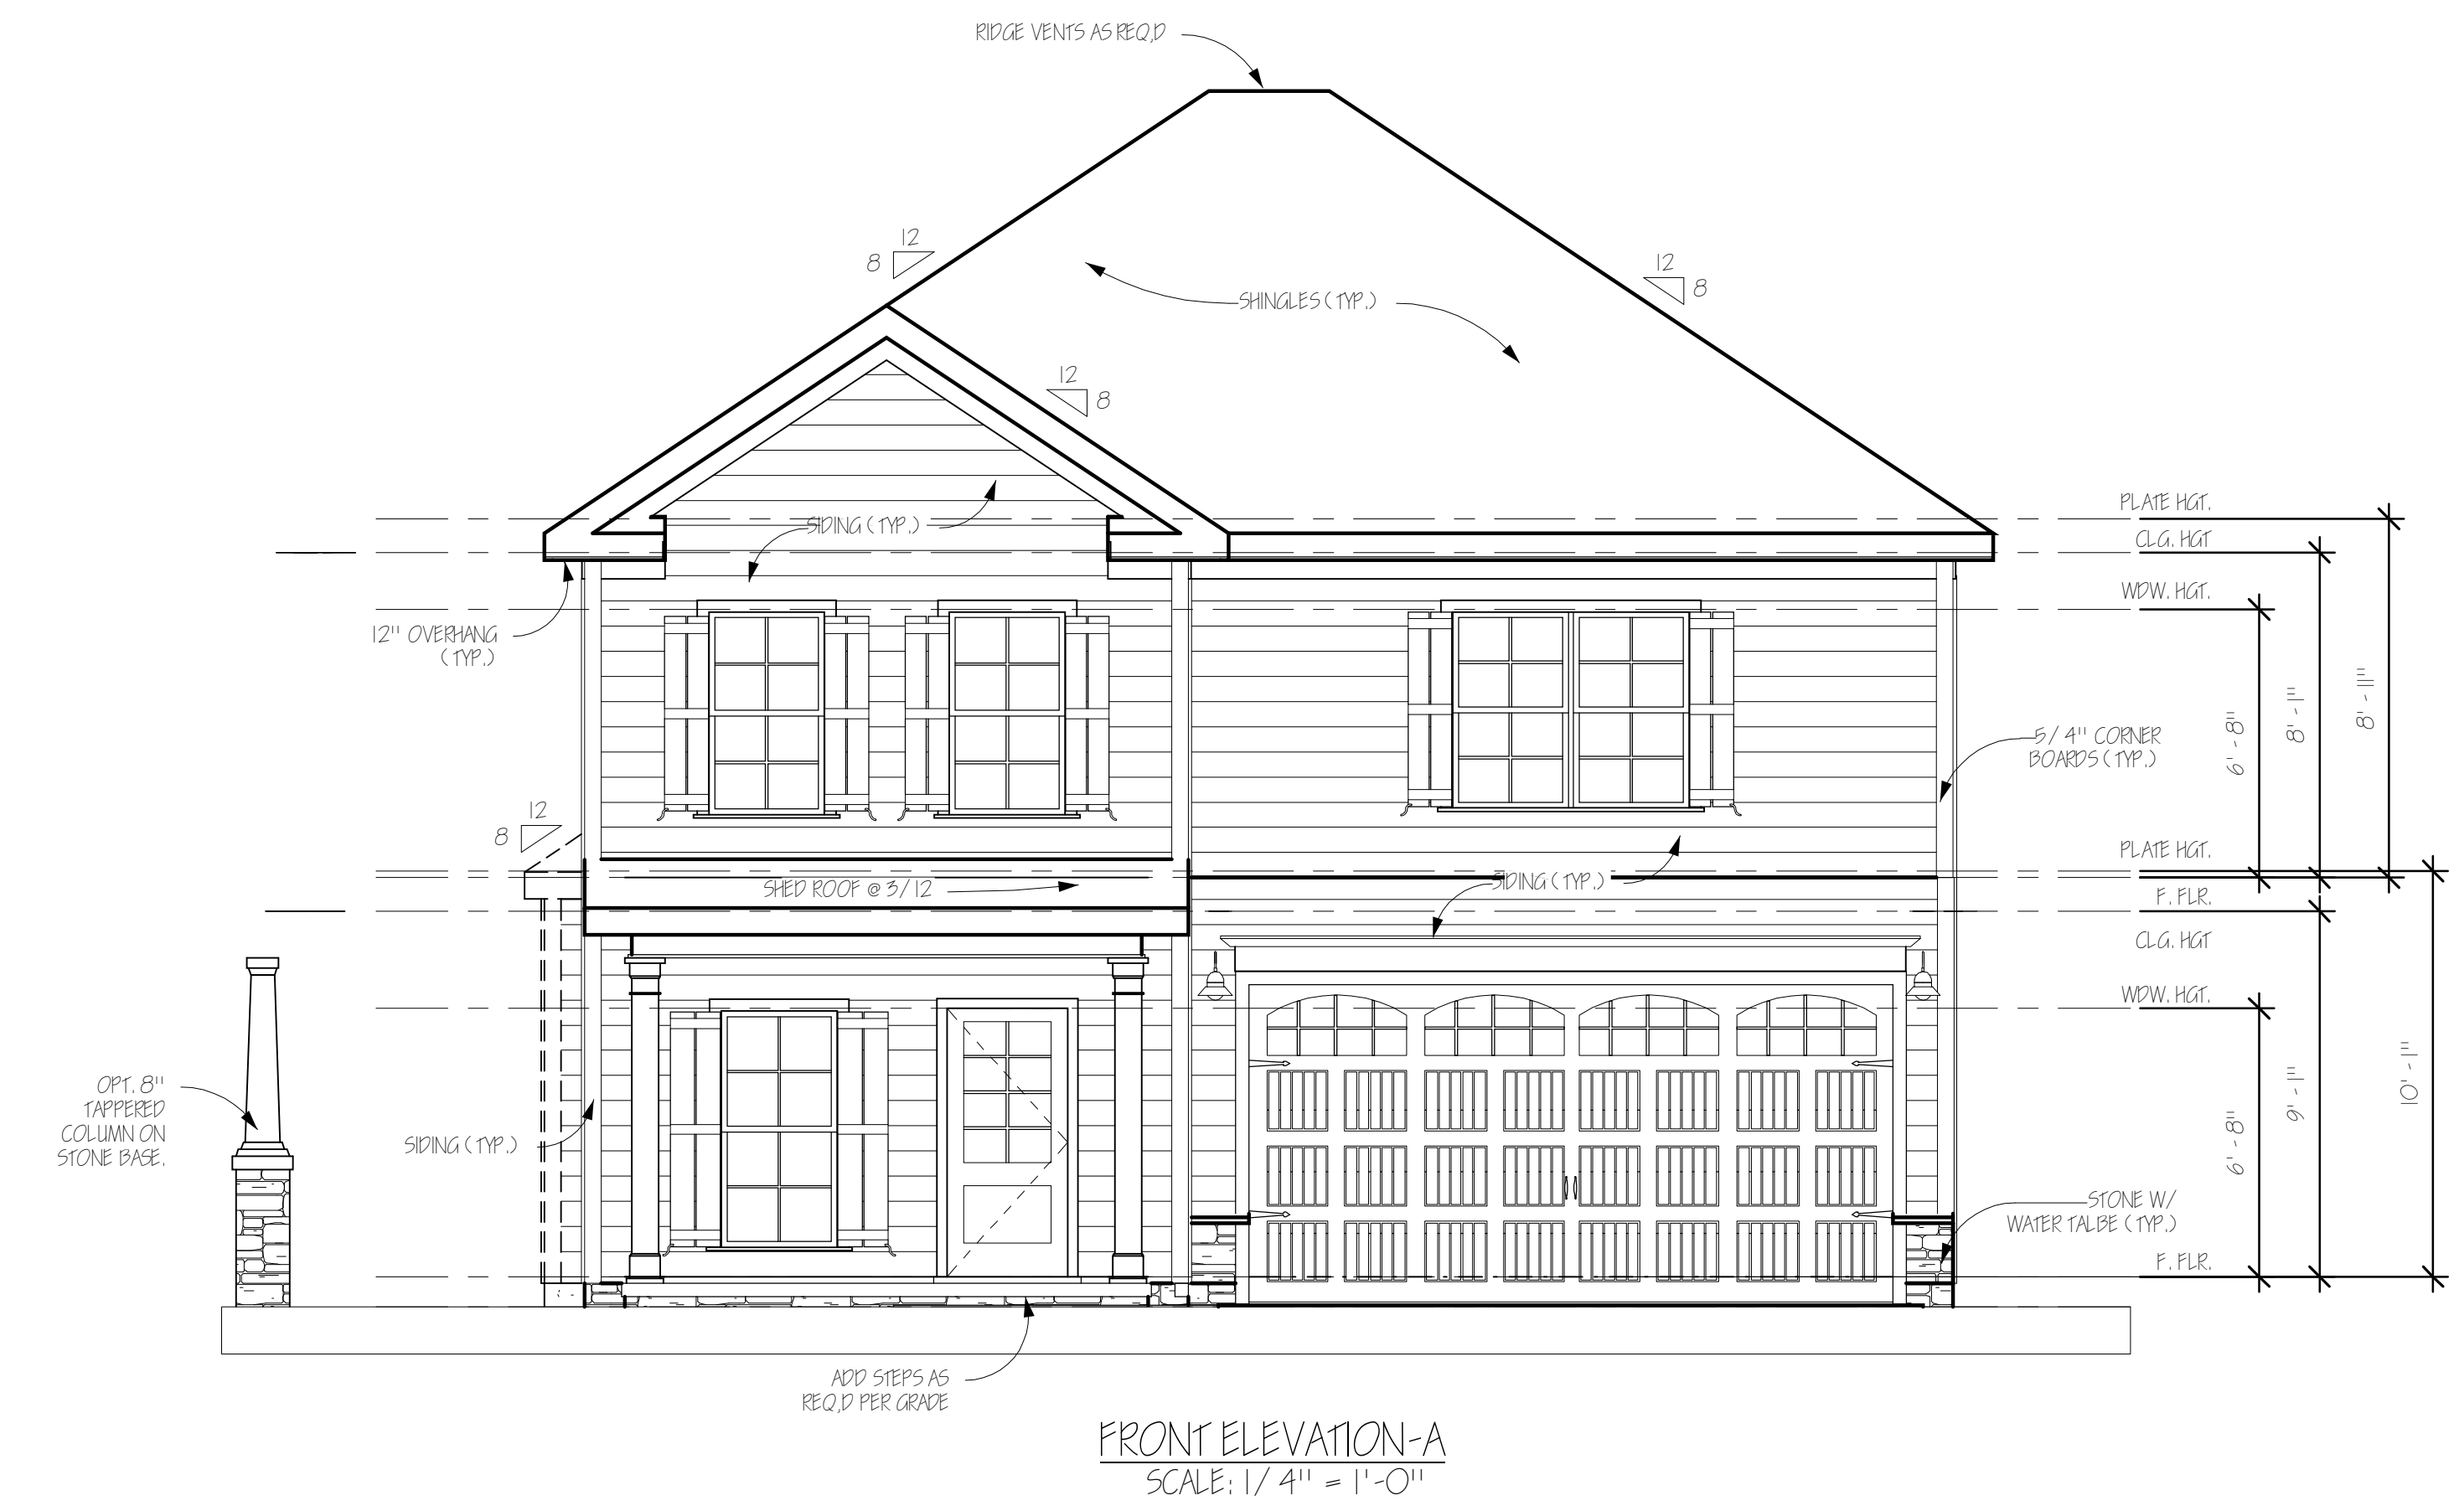 RIDGE VENTS AS REQ,D
12
8
12
8
SHINGLES (TYP.)
12
8
PLATE HGT.
SIDING (TYP.)
CLG. HGT
WDW. HGT.
12" OVERHANG
(TYP.)
6' - 8"
8' - 1"
8' - 11"
5/4" CORNER
BOARDS (TYP.)
12
8
PLATE HGT.
SHED ROOF @ 3/12
SIDING (TYP.)
F. FLR.
CLG. HGT
WDW. HGT.
OPT. 8"
TAPPERED
COLUMN ON
STONE BASE.
SIDING (TYP.)
6' - 8"
9' - 1"
10' - 1"
STONE W/
WATER TALBE (TYP.)
F. FLR.
ADD STEPS AS
REQ,D PER GRADE
FRONT ELEVATION-A
SCALE: 1/4" = 1'-0"